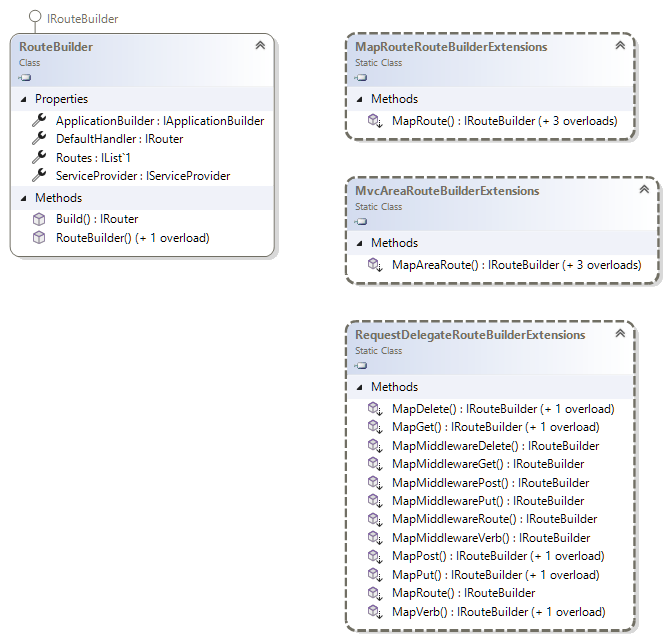 IRouteBuilder
RouteBuilder
Class
Properties
ApplicationBuilder : IApplicationBuilder
DefaultHandler : IRouter
Routes : IList`1
ServiceProvider : IServiceProvider
Methods
Build() : IRouter
RouteBuilder() (+ 1 overload)
MapRouteRouteBuilderExtensions
Static Class
Methods
MapRoute() : IRouteBuilder (+ 3 overloads)
MvcAreaRouteBuilderExtensions
Static Class
Methods
MapAreaRoute() : IRouteBuilder (+ 3 overloads)
RequestDelegateRouteBuilderExtensions
Static Class
Methods
MapDelete() : IRouteBuilder (+ 1 overload)
MapGet() : IRouteBuilder (+ 1 overload)
MapMiddlewareDelete() : IRouteBuilder
MapMiddlewareGet() : IRouteBuilder
MapMiddlewarePost() : IRouteBuilder
MapMiddlewarePut() : IRouteBuilder
MapMiddlewareRoute() : IRouteBuilder
MapMiddlewareVerb() : IRouteBuilder
MapPost() : IRouteBuilder (+ 1 overload)
MapPut() : IRouteBuilder (+ 1 overload)
MapRoute() : IRouteBuilder
MapVerb() : IRouteBuilder (+ 1 overload)